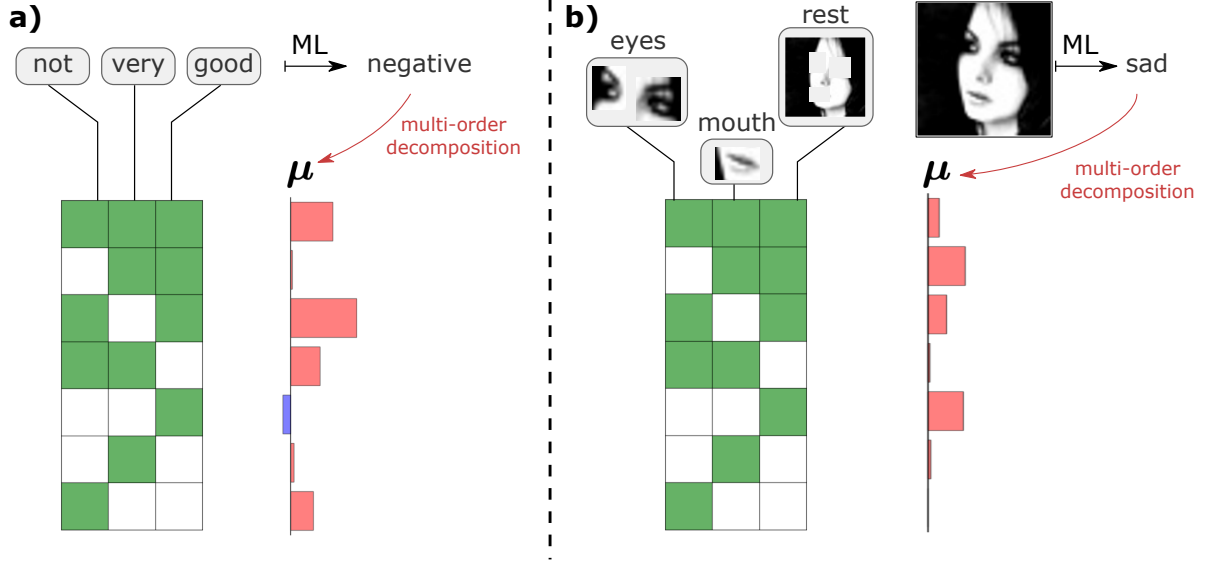 a)
not very good
ML
negative
multi-order
decomposition
μ
b)
eyes
mouth
rest
ML
sad
multi-order
decomposition
μ